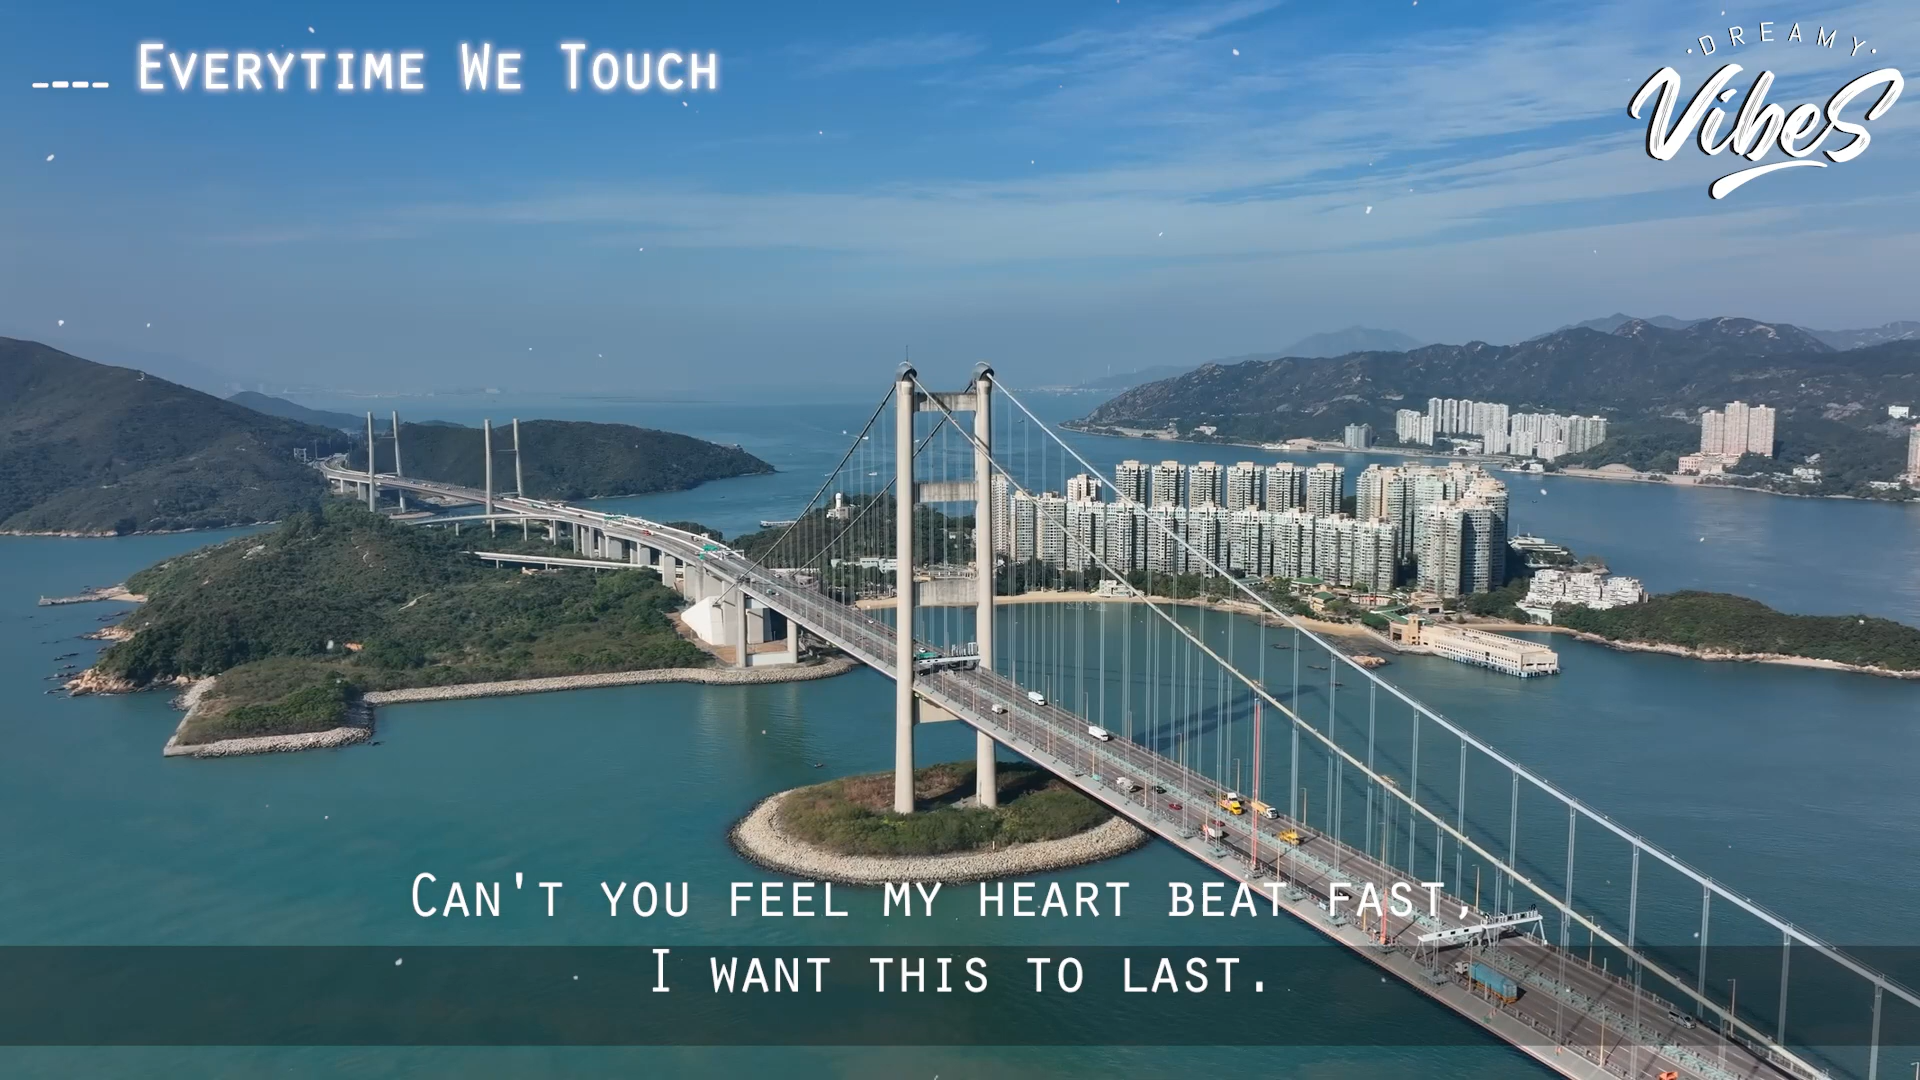 ---- Everytime We Touch
·DREAMY·
Vibes
Can't you feel my heart beat fast,
I want this to last.